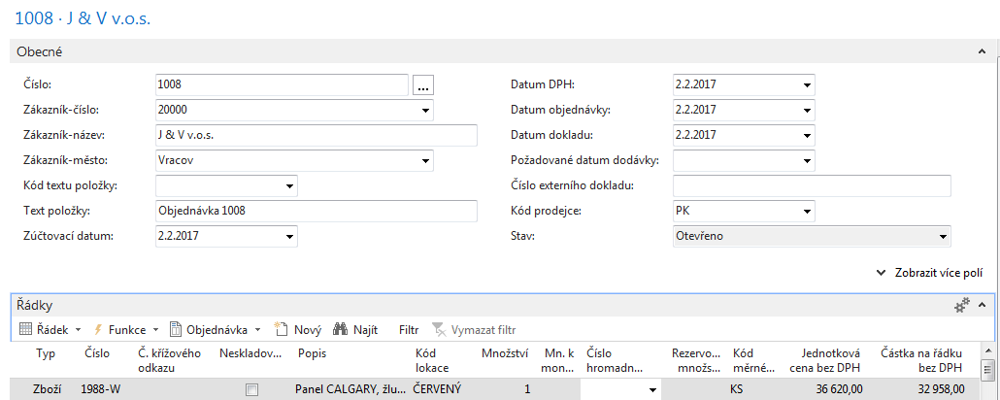 1008 · J & V v.o.s.
Obecné
Číslo: 1008 ...
Zákazník-číslo: 20000
Zákazník-název: J & V v.o.s.
Zákazník-město: Vracov
Kód textu položky:
Text položky: Objednávka 1008
Zúčtovací datum: 2.2.2017
Datum DPH: 2.2.2017
Datum objednávky: 2.2.2017
Datum dokladu: 2.2.2017
Požadované datum dodávky:
Číslo externího dokladu:
Kód prodejce: PK
Stav: Otevřeno
Zobrazit více polí
Řádky
Řádek Funkce Objednávka Nový Najít Filtr Vymazat filtr
Typ Číslo Č. křížového odkazu Neskladov... Popis Kód lokace Množství Mn. k mon... Číslo hromadn... Rezervo... množs... Kód měrné... Jednotková cena bez DPH Částka na řádku bez DPH
Zboží 1988-W Panel CALGARY, žlu... ČERVENÝ 1 KS 36 620,00 32 958,00